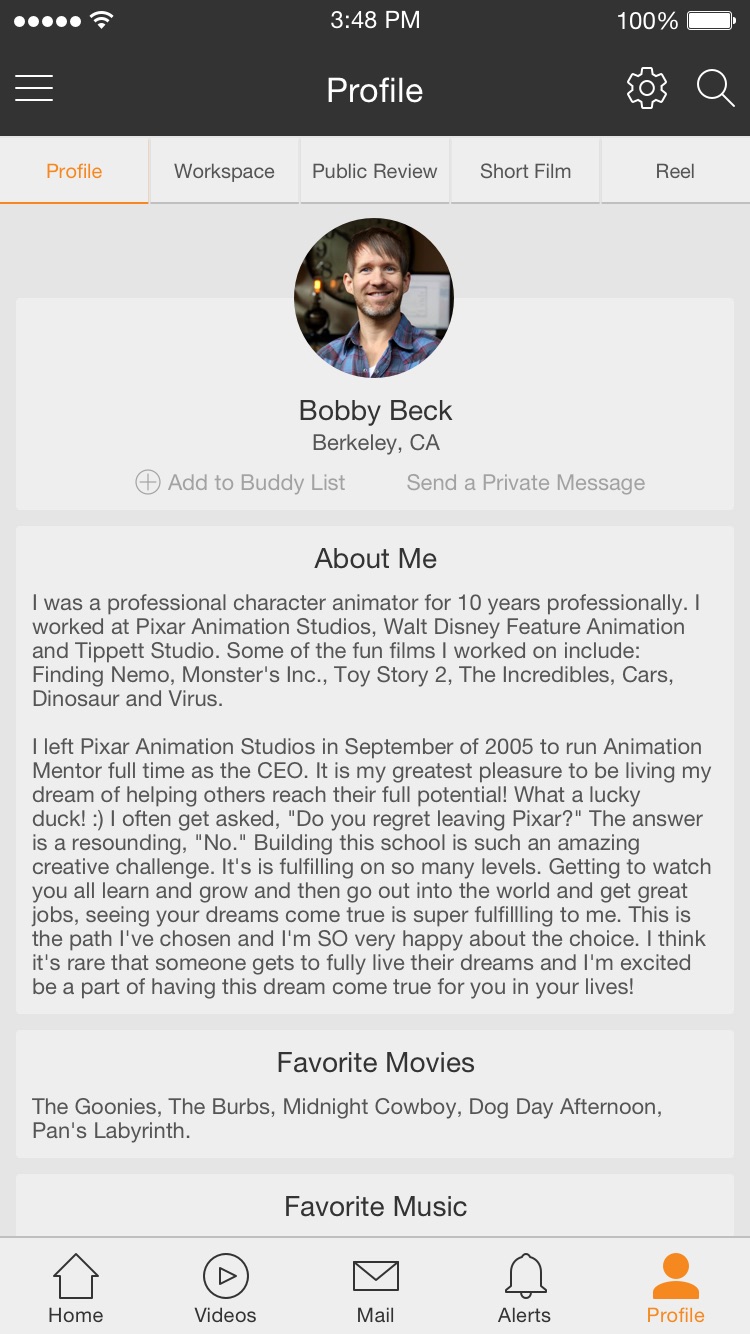 3:48 PM
100%
Profile
Profile
Workspace
Public Review
Short Film
Reel
Bobby Beck
Berkeley, CA
Add to Buddy List
Send a Private Message
About Me
I was a professional character animator for 10 years professionally. I
worked at Pixar Animation Studios, Walt Disney Feature Animation
and Tippett Studio. Some of the fun films I worked on include:
Finding Nemo, Monster's Inc., Toy Story 2, The Incredibles, Cars,
Dinosaur and Virus.
I left Pixar Animation Studios in September of 2005 to run Animation
Mentor full time as the CEO. It is my greatest pleasure to be living my
dream of helping others reach their full potential! What a lucky
duck! :) I often get asked, "Do you regret leaving Pixar?" The answer
is a resounding, "No." Building this school is such an amazing
creative challenge. It's is fulfilling on so many levels. Getting to watch
you all learn and grow and then go out into the world and get great
jobs, seeing your dreams come true is super fulfillling to me. This is
the path I've chosen and I'm SO very happy about the choice. I think
it's rare that someone gets to fully live their dreams and I'm excited
be a part of having this dream come true for you in your lives!
Favorite Movies
The Goonies, The Burbs, Midnight Cowboy, Dog Day Afternoon,
Pan's Labyrinth.
Favorite Music
Home
Videos
Mail
Alerts
Profile